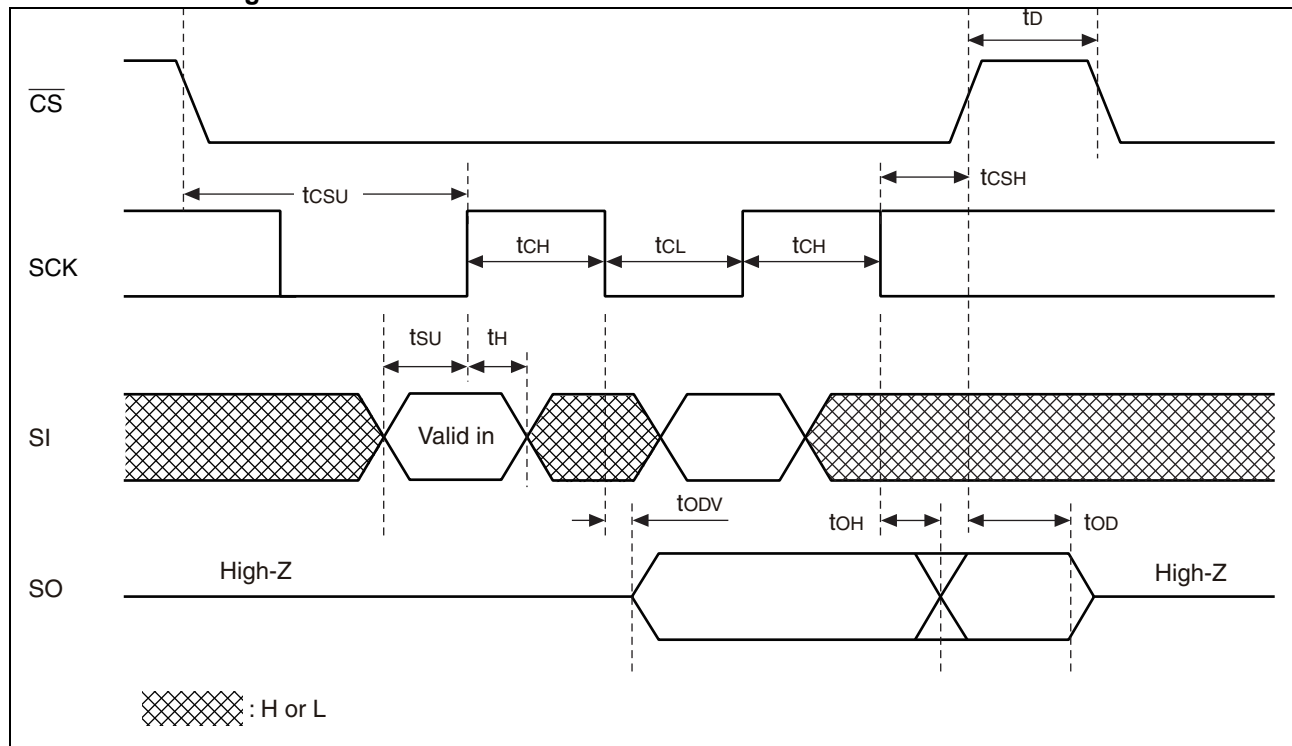 tD
CS
tCSU
tCSH
SCK
tCH
tCL
tCH
tSU
tH
SI
Valid in
tODV
tOH
tOD
SO
High-Z
High-Z
: H or L